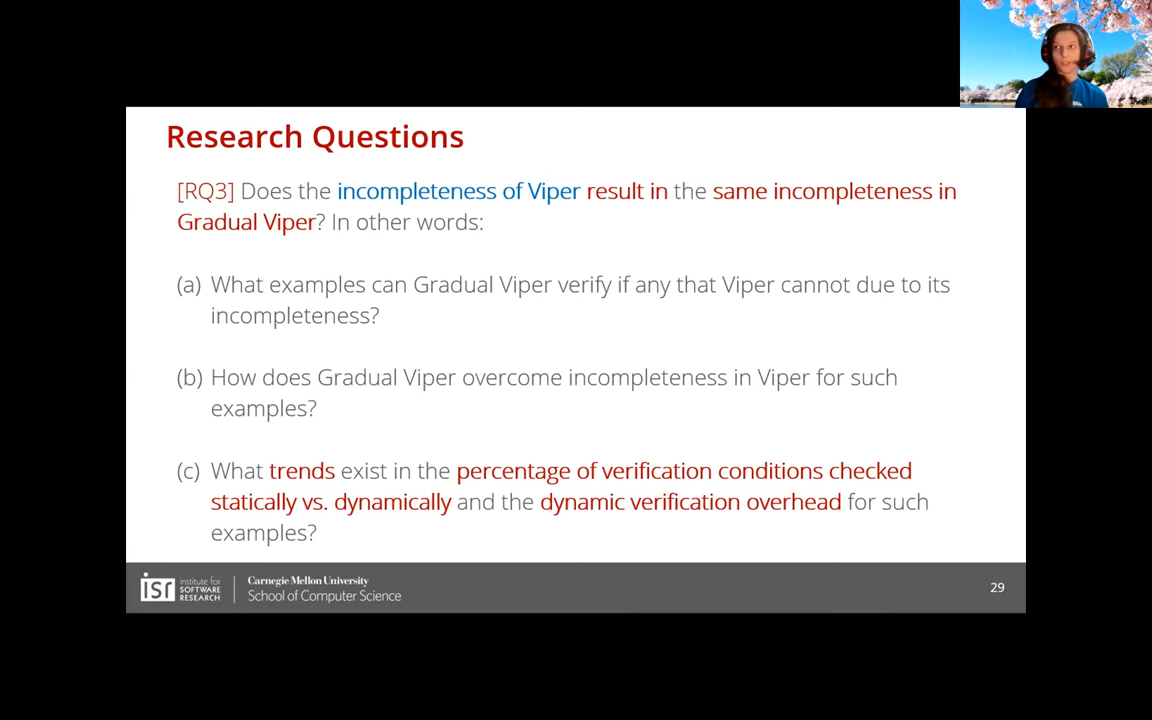 Research Questions
[RQ3] Does the incompleteness of Viper result in the same incompleteness in
Gradual Viper? In other words:
(a) What examples can Gradual Viper verify if any that Viper cannot due to its
incompleteness?
(b) How does Gradual Viper overcome incompleteness in Viper for such
examples?
(c) What trends exist in the percentage of verification conditions checked
statically vs. dynamically and the dynamic verification overhead for such
examples?
isr institute for
SOFTWARE
RESEARCH
Carnegie Mellon University
School of Computer Science
29